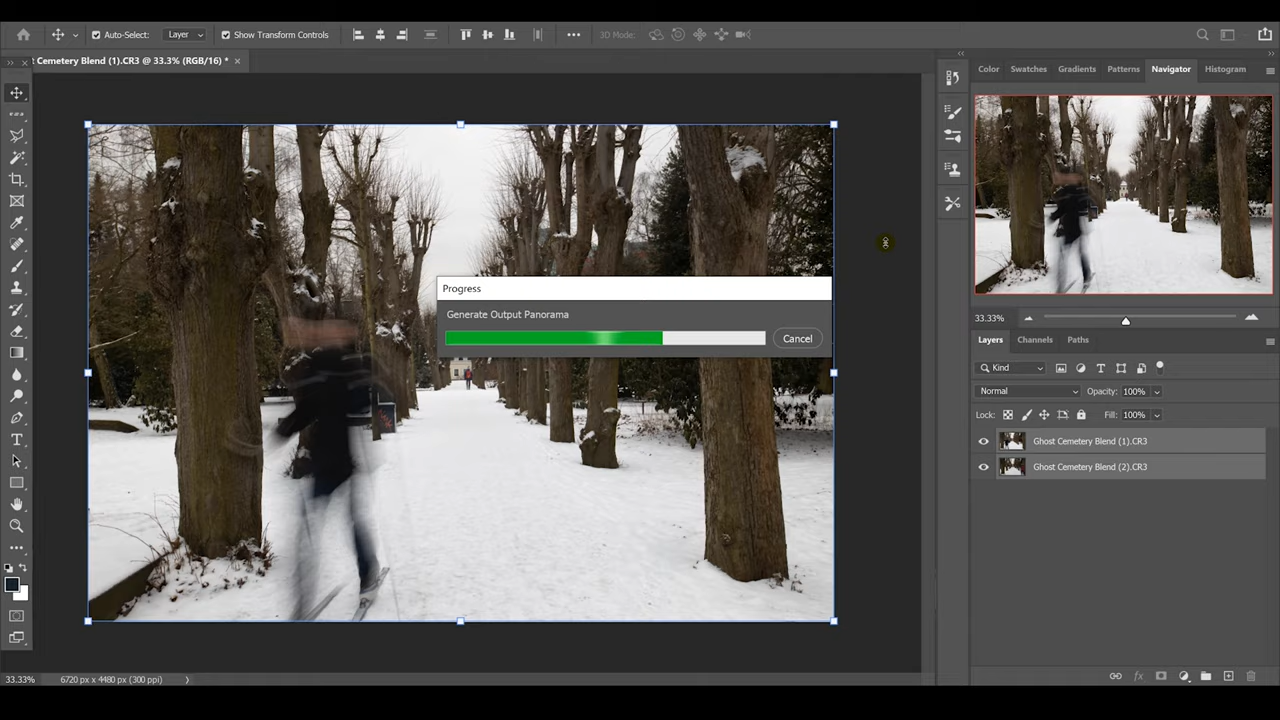 Auto-Select:
Layer
Show Transform Controls
3D Mode:
Cemetery Blend (1).CR3 @ 33.3% (RGB/16) *
Color
Swatches
Gradients
Patterns
Navigator
Histogram
Progress
Generate Output Panorama
Cancel
33.33%
Layers
Channels
Paths
Kind
Normal
Opacity: 100%
Lock:
Fill: 100%
Ghost Cemetery Blend (1).CR3
Ghost Cemetery Blend (2).CR3
33.33%
6720 px x 4480 px (300 ppi)